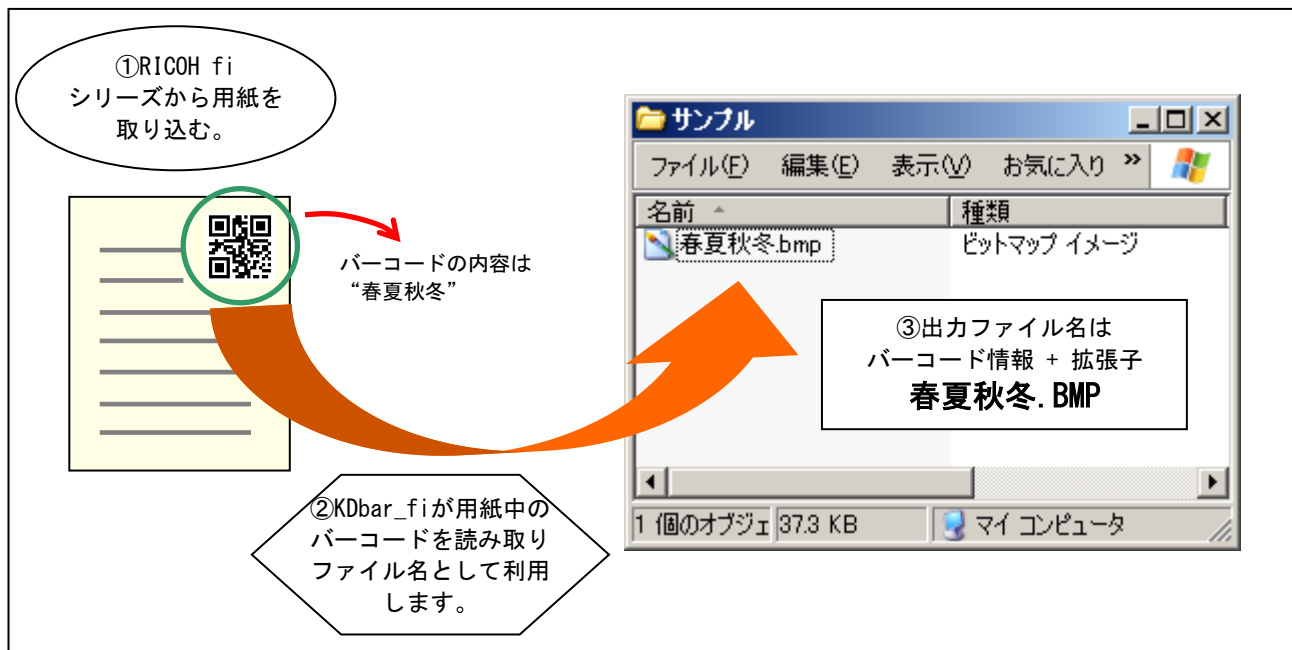 ①RICOH fi
シリーズから用紙を
取り込む。
バーコードの内容は
“春夏秋冬”
②KDbar_fiが用紙中の
バーコードを読み取り
ファイル名として利用
します。
サンプル
ファイル(F) 編集(E) 表示(V) お気に入り »
名前 種類
春夏秋冬.bmp ビットマップ イメージ
③出力ファイル名は
バーコード情報 + 拡張子
春夏秋冬.BMP
1 個のオブジェ 37.3 KB マイ コンピュータ